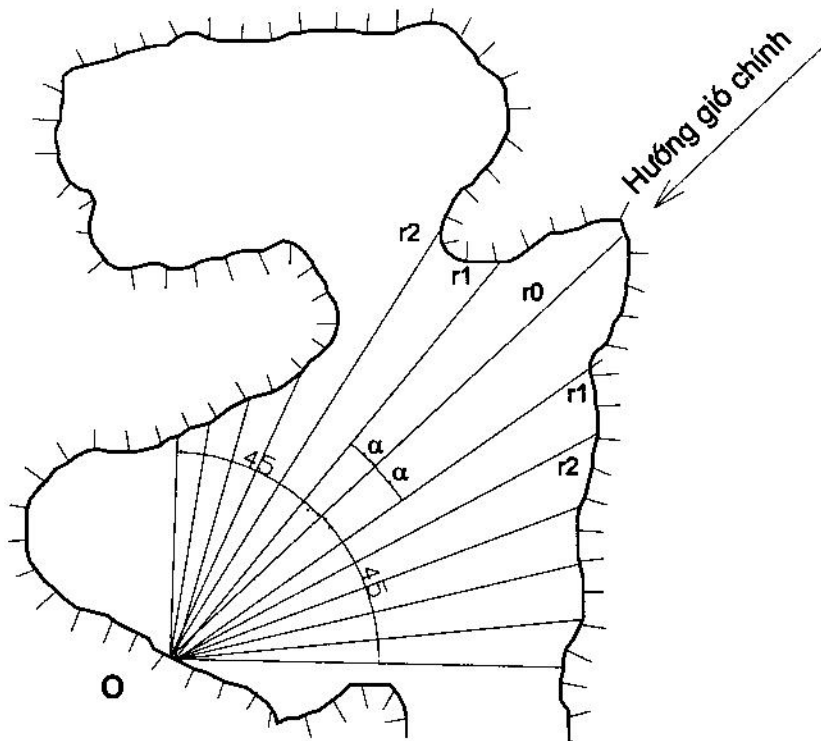 Hướng gió chính
r2
r1
r0
r1
α
α
45
r2
45
O